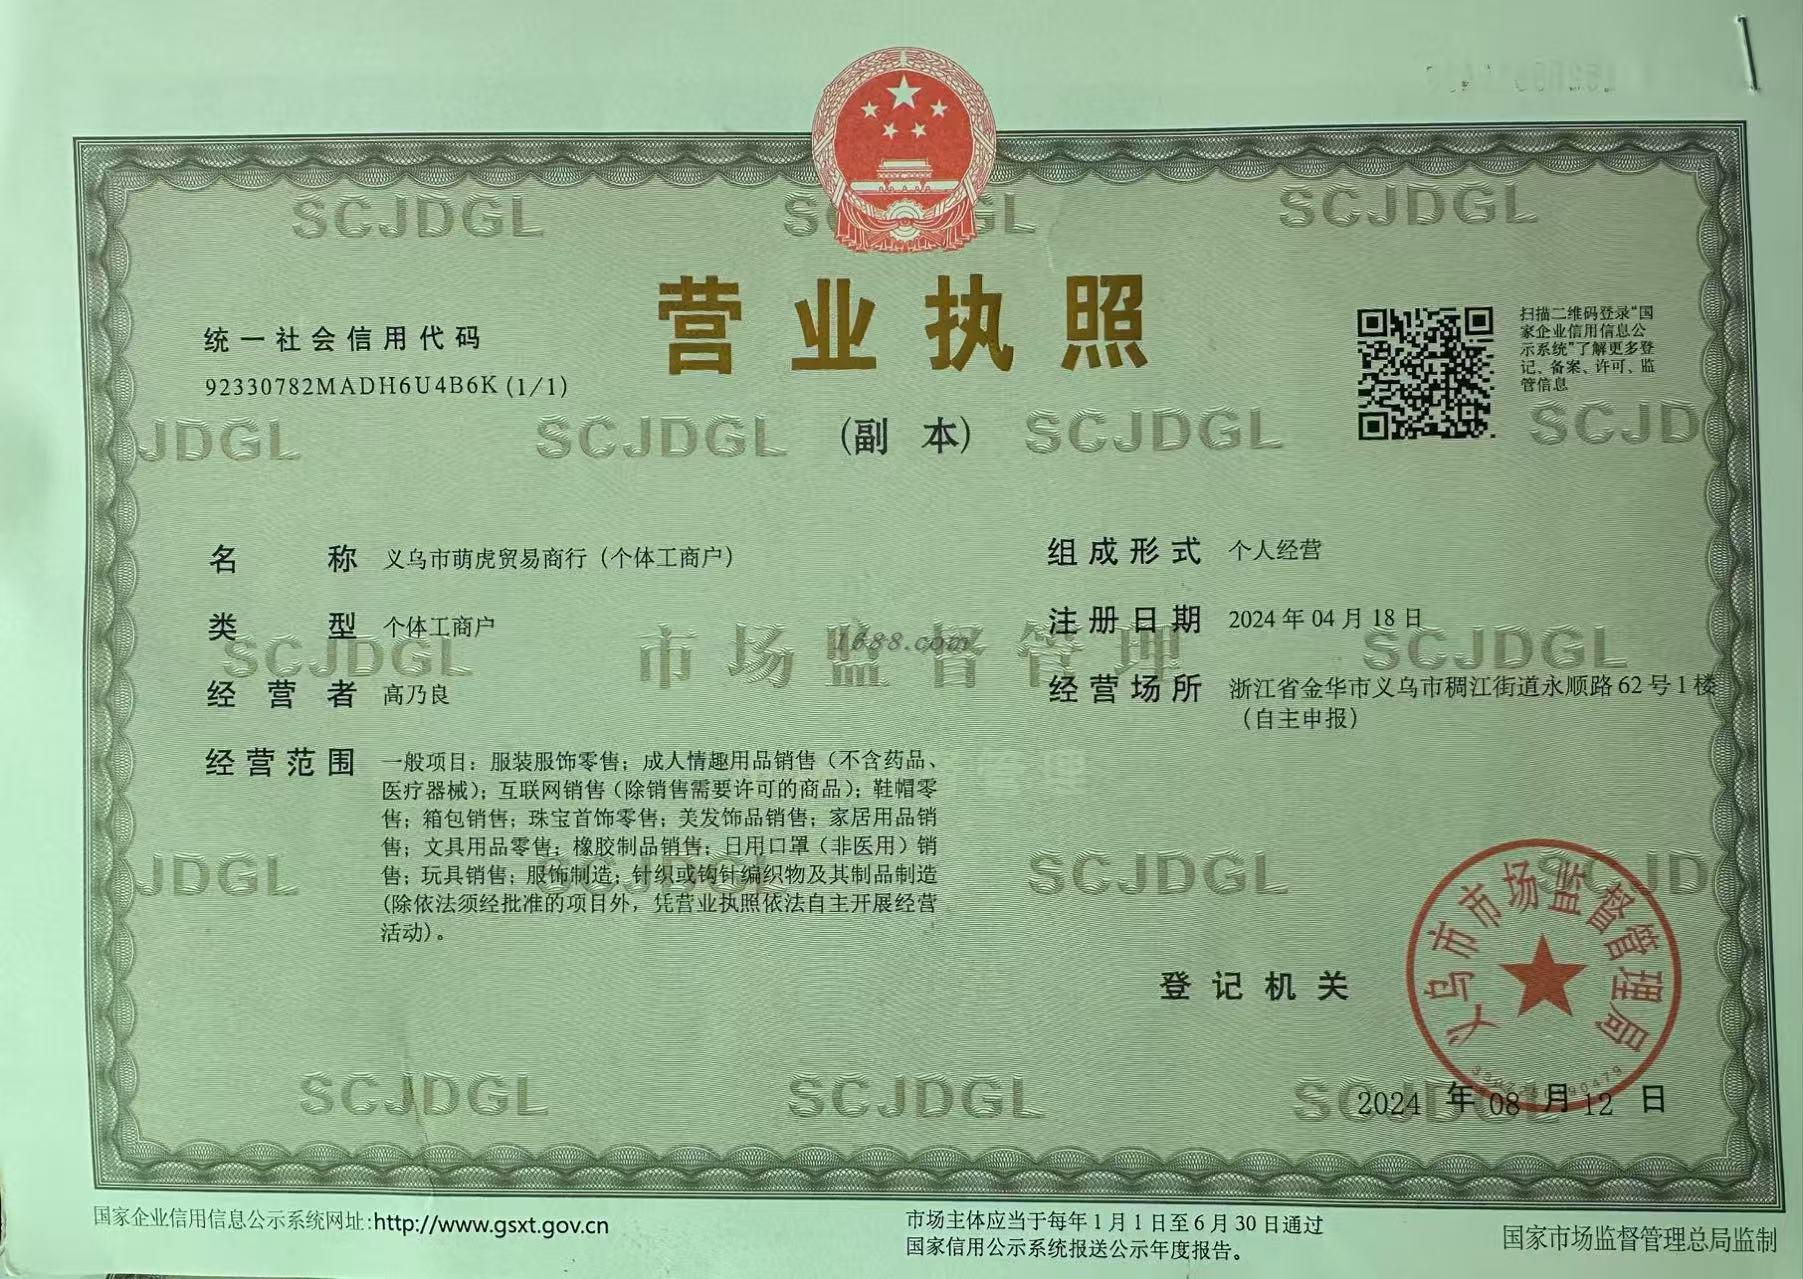 营业执照
(副 本)
统一社会信用代码
92330782MADH6U4B6K(1/1)
扫描二维码登录“国
家企业信用信息公
示系统”了解更多登
记、备案、许可、监
管信息
名 称 义乌市萌虎贸易商行（个体工商户）
类 型 个体工商户
经 营 者 高乃良
经营范围 一般项目：服装服饰零售；成人情趣用品销售（不含药品、
医疗器械）；互联网销售（除销售需要许可的商品）；鞋帽零
售；箱包销售；珠宝首饰零售；美发饰品销售；家居用品销
售；文具用品零售；橡胶制品销售；日用口罩（非医用）销
售；玩具销售；服饰制造；针织或钩针编织物及其制品制造
(除依法须经批准的项目外，凭营业执照依法自主开展经营
活动)。
组成形式 个人经营
注册日期 2024年04月18日
经营场所 浙江省金华市义乌市稠江街道永顺路62号1楼
（自主申报）
SCJDGL
市场监督管理
1688.com
登记机关
义乌市市场监督管理局
2024 年 08 月 12 日
国家企业信用信息公示系统网址:http://www.gsxt.gov.cn
市场主体应当于每年1月1日至6月30日通过
国家信用公示系统报送公示年度报告。
国家市场监督管理总局监制